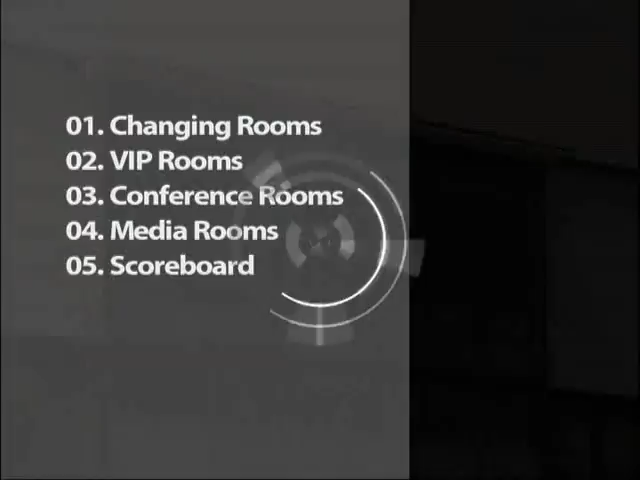 01. Changing Rooms
02. VIP Rooms
03. Conference Rooms
04. Media Rooms
05. Scoreboard